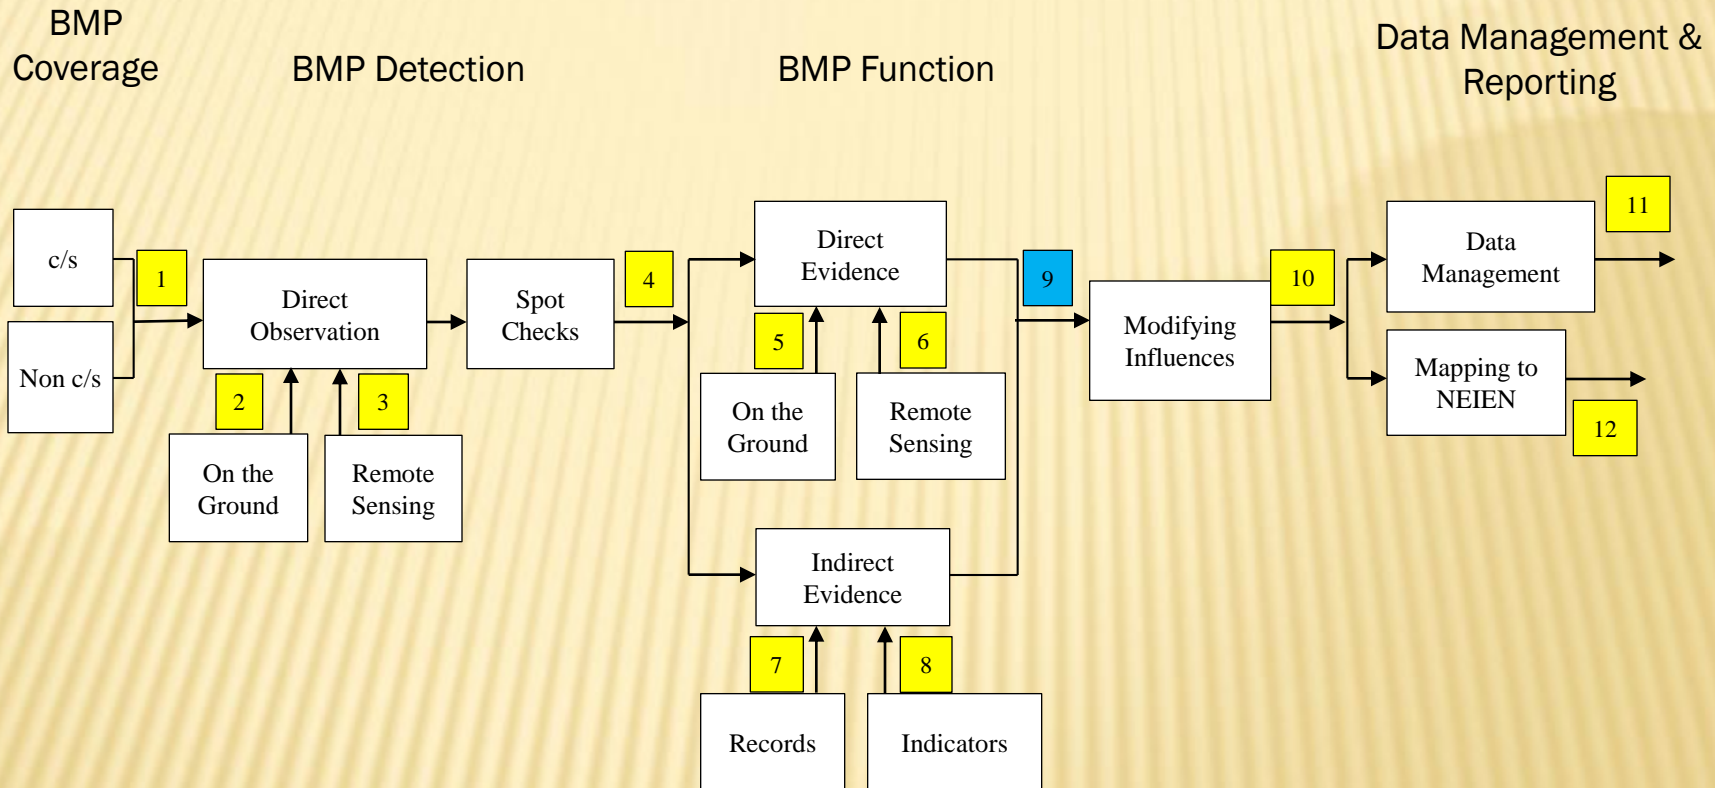 BMP
Coverage
BMP Detection
BMP Function
Data Management &
Reporting
c/s
Non c/s
1
Direct
Observation
2
3
On the
Ground
Remote
Sensing
Spot
Checks
4
Direct
Evidence
5
6
On the
Ground
Remote
Sensing
Indirect
Evidence
7
8
Records
Indicators
9
Modifying
Influences
10
Data
Management
11
Mapping to
NEIEN
12